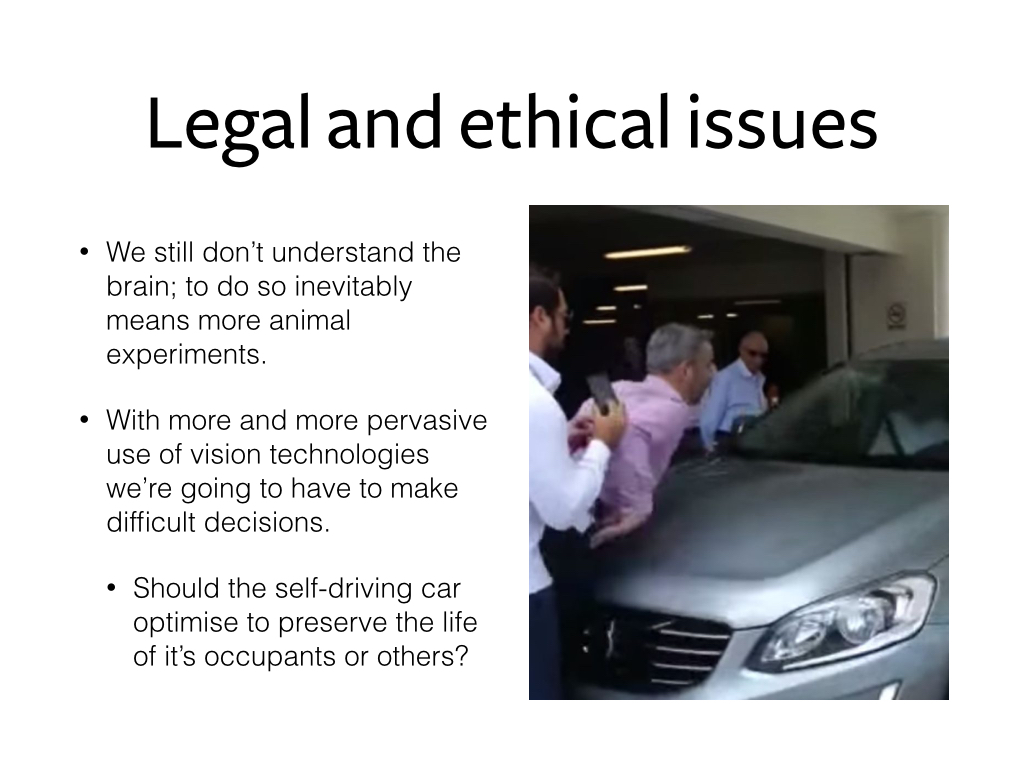 Legal and ethical issues
• We still don’t understand the
brain; to do so inevitably
means more animal
experiments.
• With more and more pervasive
use of vision technologies
we’re going to have to make
difficult decisions.
• Should the self-driving car
optimise to preserve the life
of it’s occupants or others?